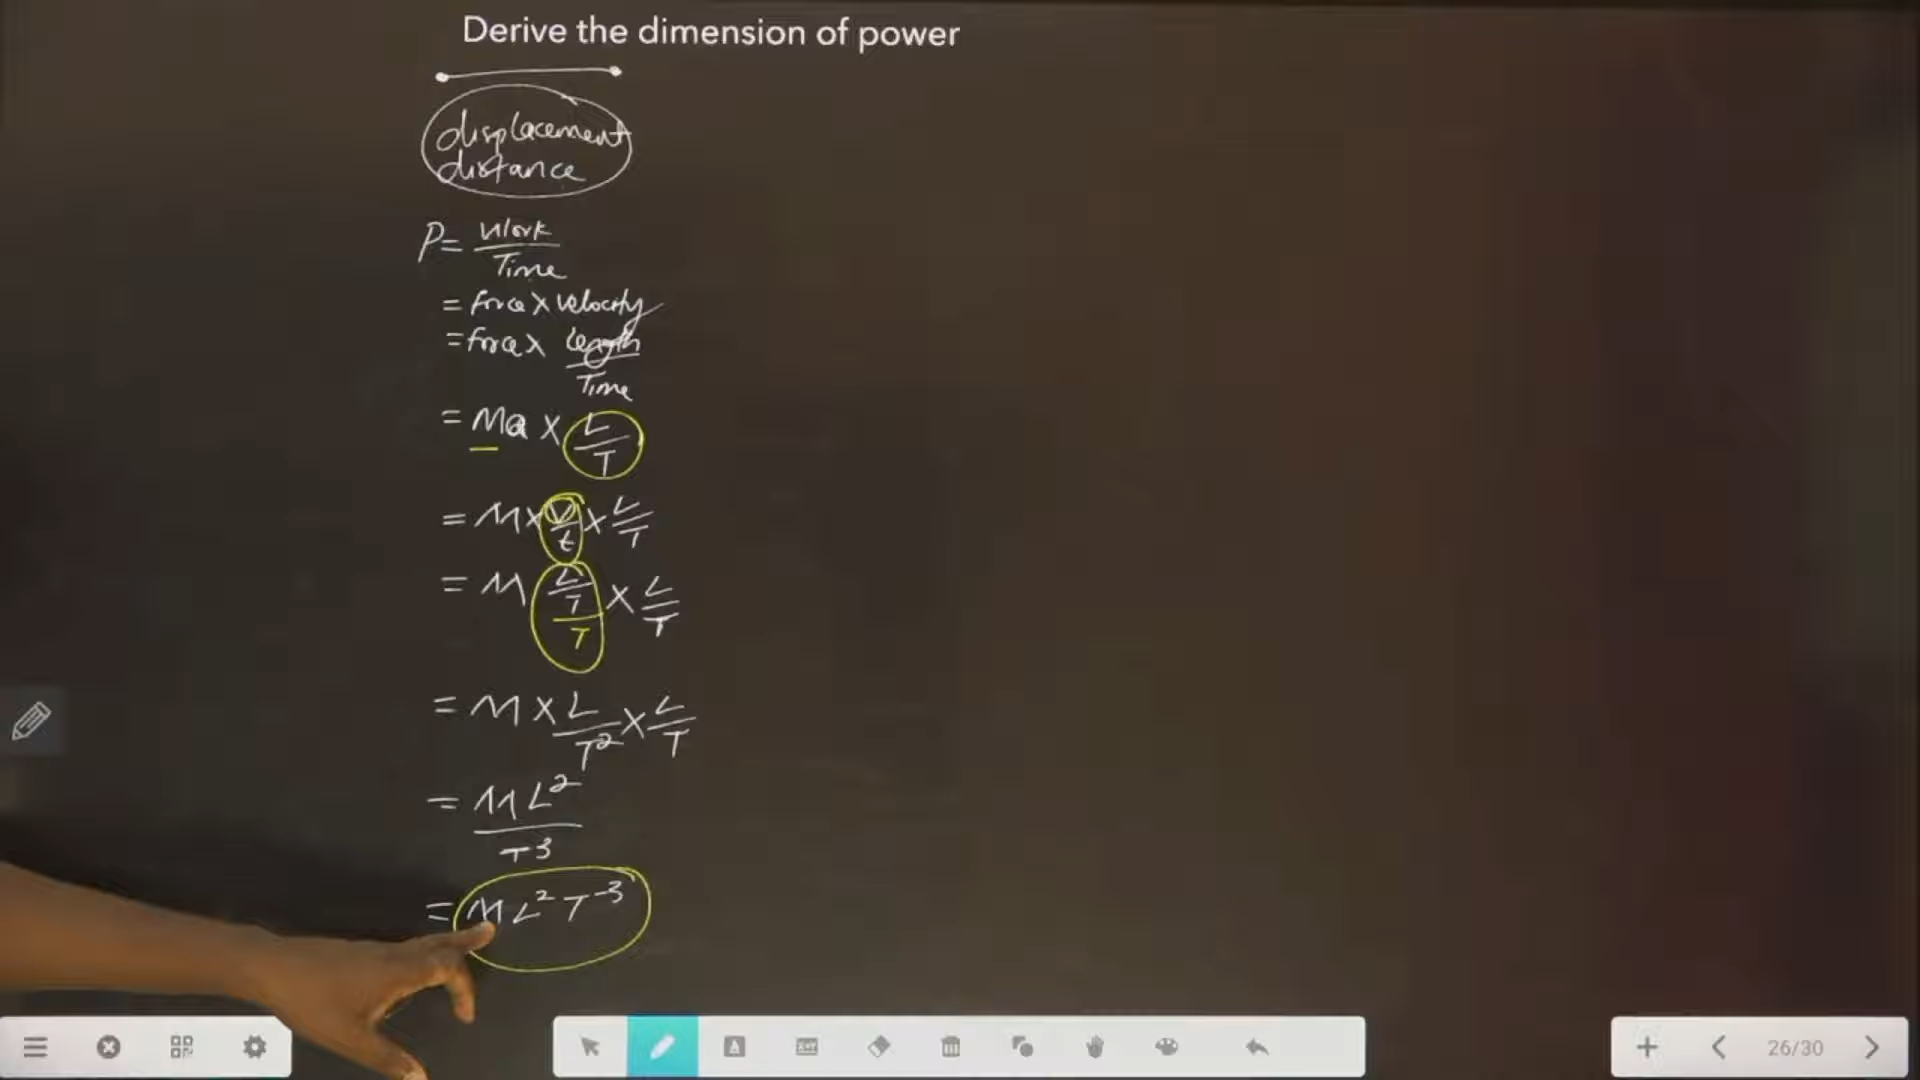 Derive the dimension of power
displacement
distance
P = Work / Time
= force x velocity
= force x Length / Time
= Ma x L / T
= M x V / t x L / T
= M L / T / T x L / T
= M x L / T² x L / T
= ML² / T3
= ML²T⁻³
26/30